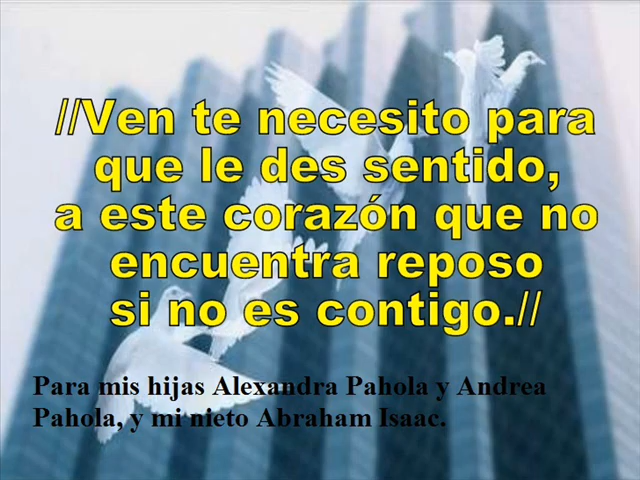 //Ven te necesito para
que le des sentido,
a este corazón que no
encuentra reposo
si no es contigo.//
Para mis hijas Alexandra Pahola y Andrea
Pahola, y mi nieto Abraham Isaac.